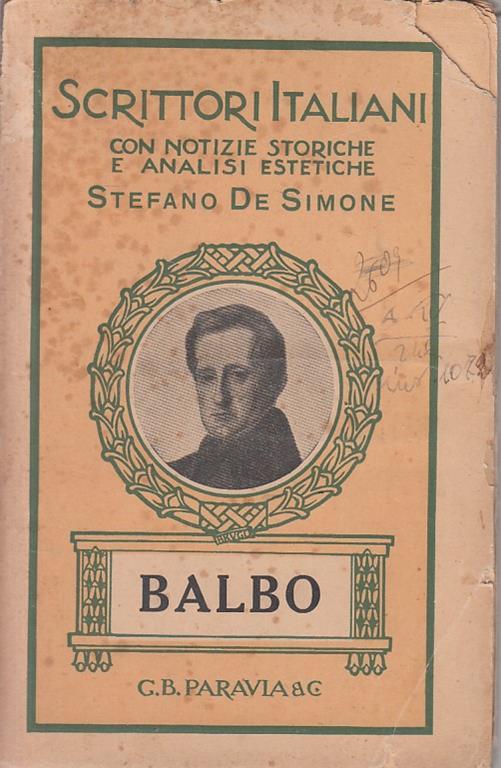 SCRITTORI ITALIANI
CON NOTIZIE STORICHE
E ANALISI ESTETICHE
STEFANO DE SIMONE
BALBO
G.B. PARAVIA & C.